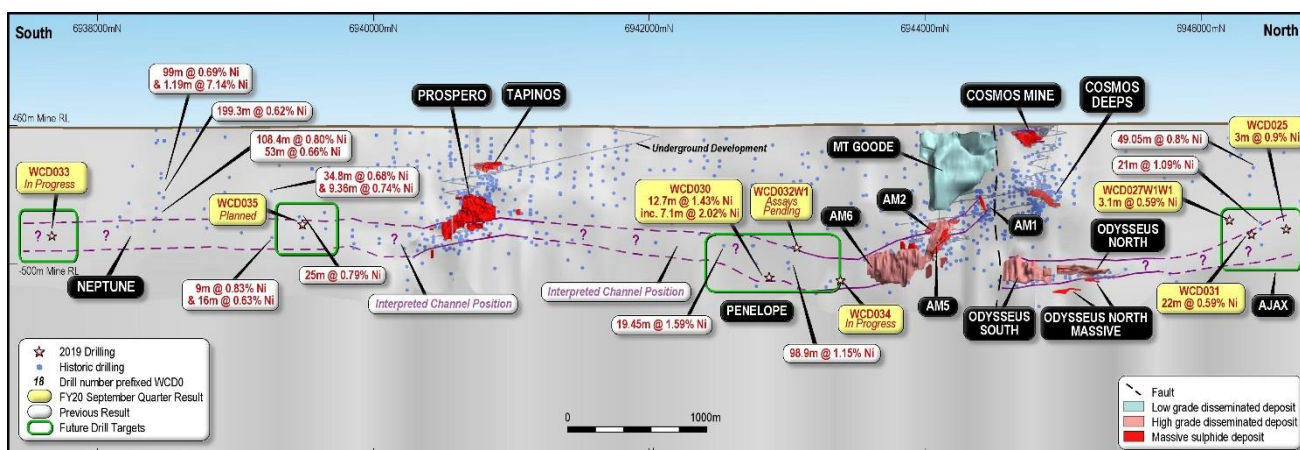 6938000mN
6940000mN
6942000mN
6944000mN
6946000mN
South
North
99m @ 0.69% Ni
& 1.19m @ 7.14% Ni
199.3m @ 0.62% Ni
108.4m @ 0.80% Ni
53m @ 0.66% Ni
34.8m @ 0.68% Ni
& 9.36m @ 0.74% Ni
PROSPERO
TAPINOS
COSMOS MINE
COSMOS
DEEPS
460m Mine RL
Underground Development
MT GOODE
49.05m @ 0.8% Ni
21m @ 1.09% Ni
WCD025
3m @ 0.9% Ni
WCD033
In Progress
WCD035
Planned
WCD030
12.7m @ 1.43% Ni
inc. 7.1m @ 2.02% Ni
WCD032W1
Assays
Pending
AM6
AM2
AM1
WCD027W1W1
3.1m @ 0.59% Ni
ODYSSEUS
NORTH
?
?
?
?
?
?
?
?
?
-500m Mine RL
NEPTUNE
9m @ 0.83% Ni
& 16m @ 0.63% Ni
25m @ 0.79% Ni
Interpreted Channel Position
Interpreted Channel Position
19.45m @ 1.59% Ni
PENELOPE
98.9m @ 1.15% Ni
WCD034
In Progress
AM5
ODYSSEUS
SOUTH
ODYSSEUS NORTH
MASSIVE
WCD031
22m @ 0.59% Ni
AJAX
2019 Drilling
Historic drilling
18 Drill number prefixed WCD0
FY20 September Quarter Result
Previous Result
Future Drill Targets
0 1000m
Fault
Low grade disseminated deposit
High grade disseminated deposit
Massive sulphide deposit